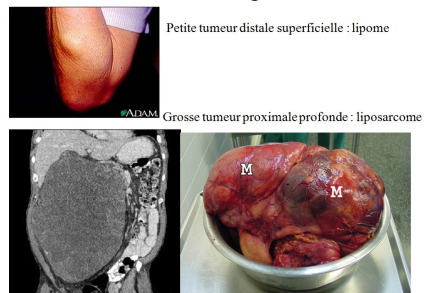 Petite tumeur distale superficielle : lipome
ADAM.
Grosse tumeur proximale profonde : liposarcome
M
M